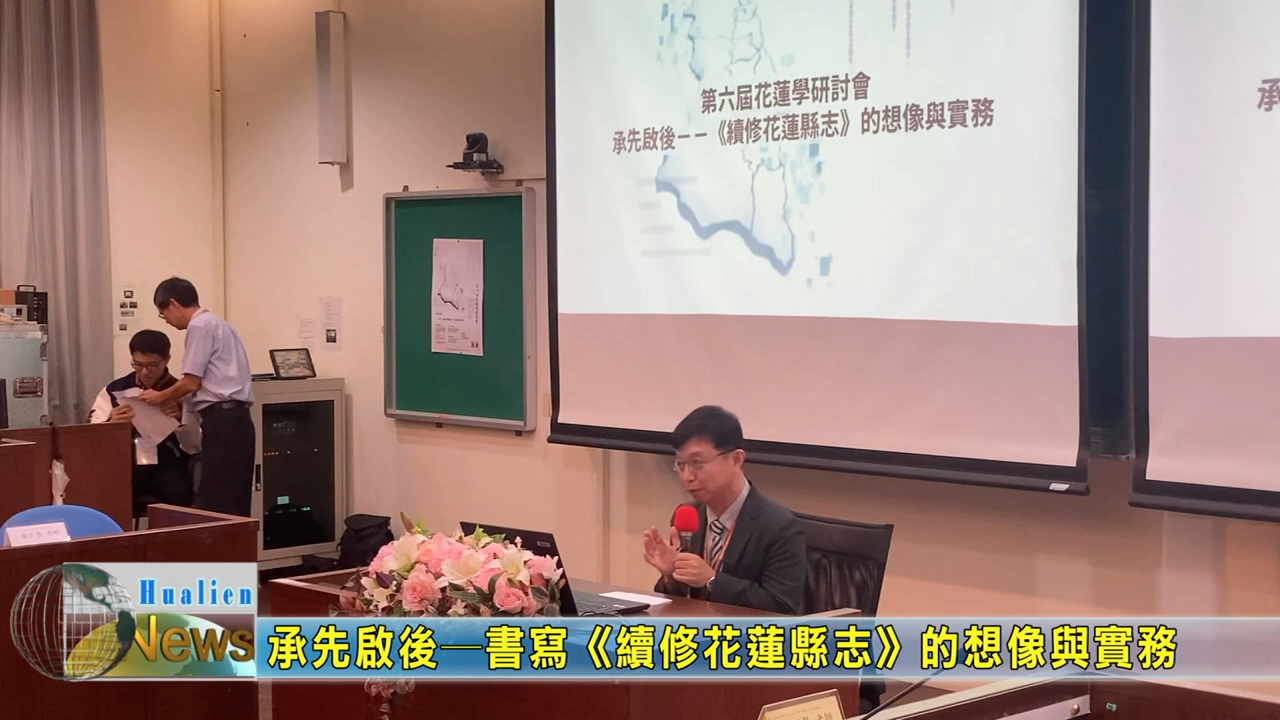 第六屆花蓮學研討會
承先啟後－－《續修花蓮縣志》的想像與實務
承
Hualien
News
承先啟後─書寫《續修花蓮縣志》的想像與實務